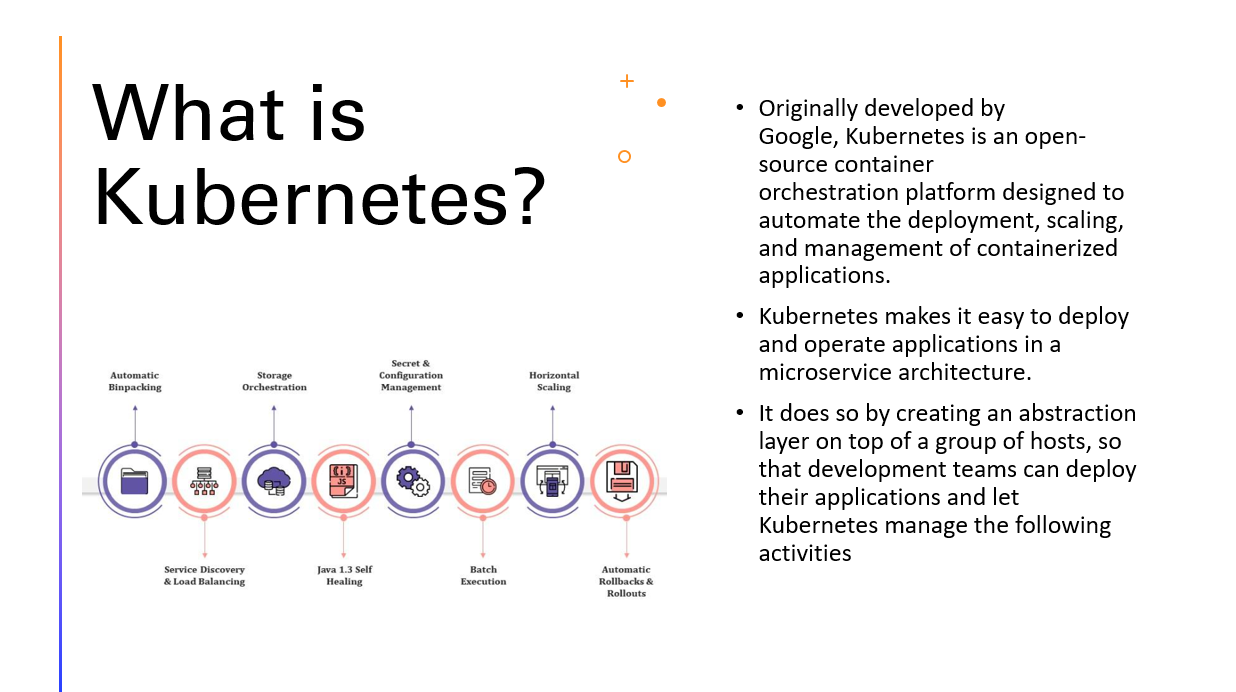 What is
Kubernetes?
Automatic
Binpacking
Storage
Orchestration
Secret &
Configuration
Management
Horizontal
Scaling
JS
Service Discovery
& Load Balancing
Java 1.3 Self
Healing
Batch
Execution
Automatic
Rollbacks &
Rollouts
• Originally developed by
Google, Kubernetes is an open-
source container
orchestration platform designed to
automate the deployment, scaling,
and management of containerized
applications.
• Kubernetes makes it easy to deploy
and operate applications in a
microservice architecture.
• It does so by creating an abstraction
layer on top of a group of hosts, so
that development teams can deploy
their applications and let
Kubernetes manage the following
activities